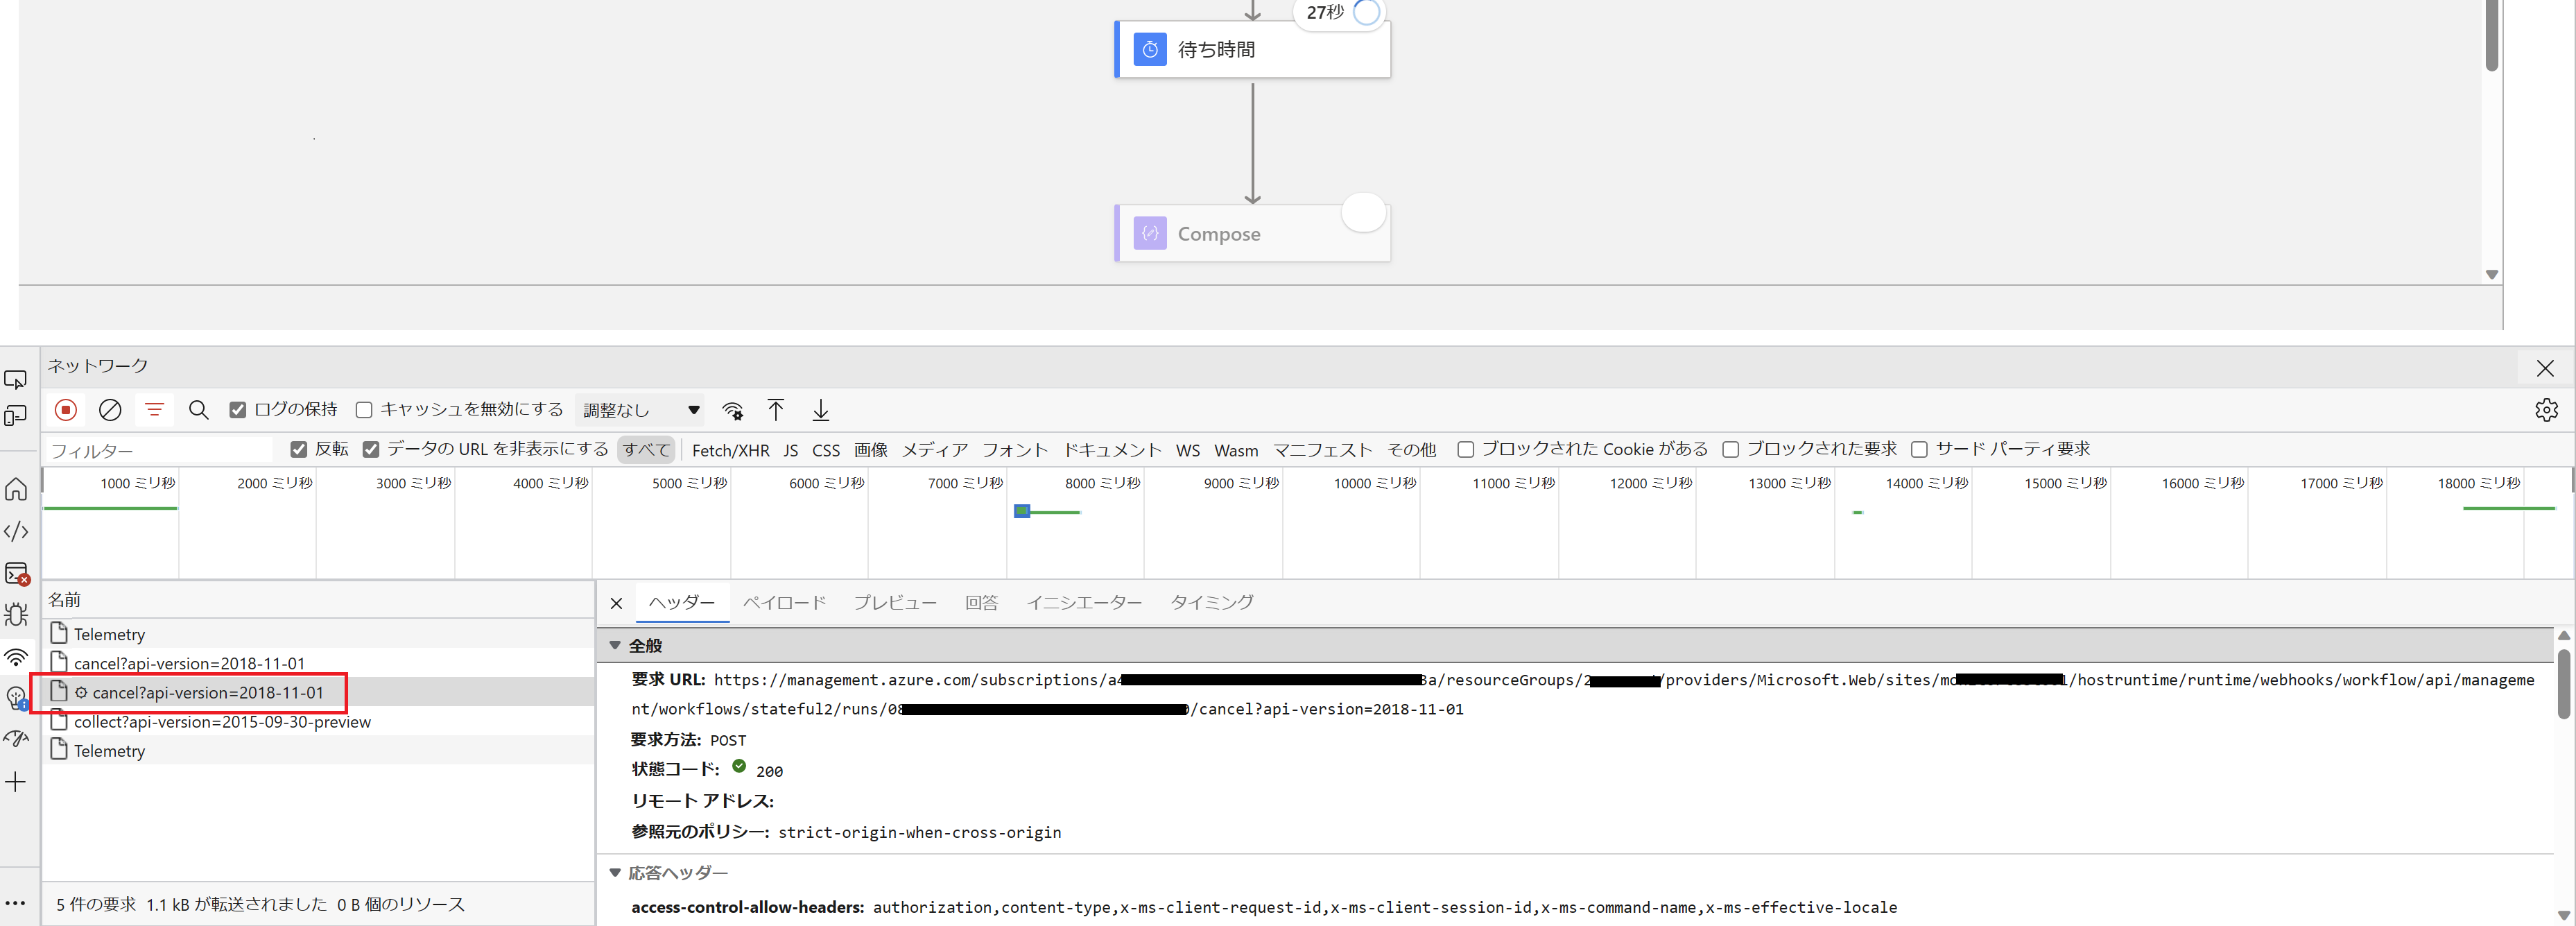 27秒
待ち時間
Compose
ネットワーク
ログの保持 キャッシュを無効にする 調整なし
フィルター 反転 データの URL を非表示にする すべて Fetch/XHR JS CSS 画像 メディア フォント ドキュメント WS Wasm マニフェスト その他 ブロックされた Cookie がある ブロックされた要求 サード パーティ要求
1000 ミリ秒 2000 ミリ秒 3000 ミリ秒 4000 ミリ秒 5000 ミリ秒 6000 ミリ秒 7000 ミリ秒 8000 ミリ秒 9000 ミリ秒 10000 ミリ秒 11000 ミリ秒 12000 ミリ秒 13000 ミリ秒 14000 ミリ秒 15000 ミリ秒 16000 ミリ秒 17000 ミリ秒 18000 ミリ秒
名前
Telemetry
cancel?api-version=2018-11-01
cancel?api-version=2018-11-01
collect?api-version=2015-09-30-preview
Telemetry
5 件の要求 1.1 kB が転送されました 0 B 個のリソース
ヘッダー ペイロード プレビュー 回答 イニシエーター タイミング
全般
要求 URL: https://management.azure.com/subscriptions/a4 3a/resourceGroups/2 /providers/Microsoft.Web/sites/mo 1/hostruntime/runtime/webhooks/workflow/api/manageme
nt/workflows/stateful2/runs/08 /cancel?api-version=2018-11-01
要求方法: POST
状態コード: 200
リモート アドレス:
参照元のポリシー: strict-origin-when-cross-origin
応答ヘッダー
access-control-allow-headers: authorization,content-type,x-ms-client-request-id,x-ms-client-session-id,x-ms-command-name,x-ms-effective-locale